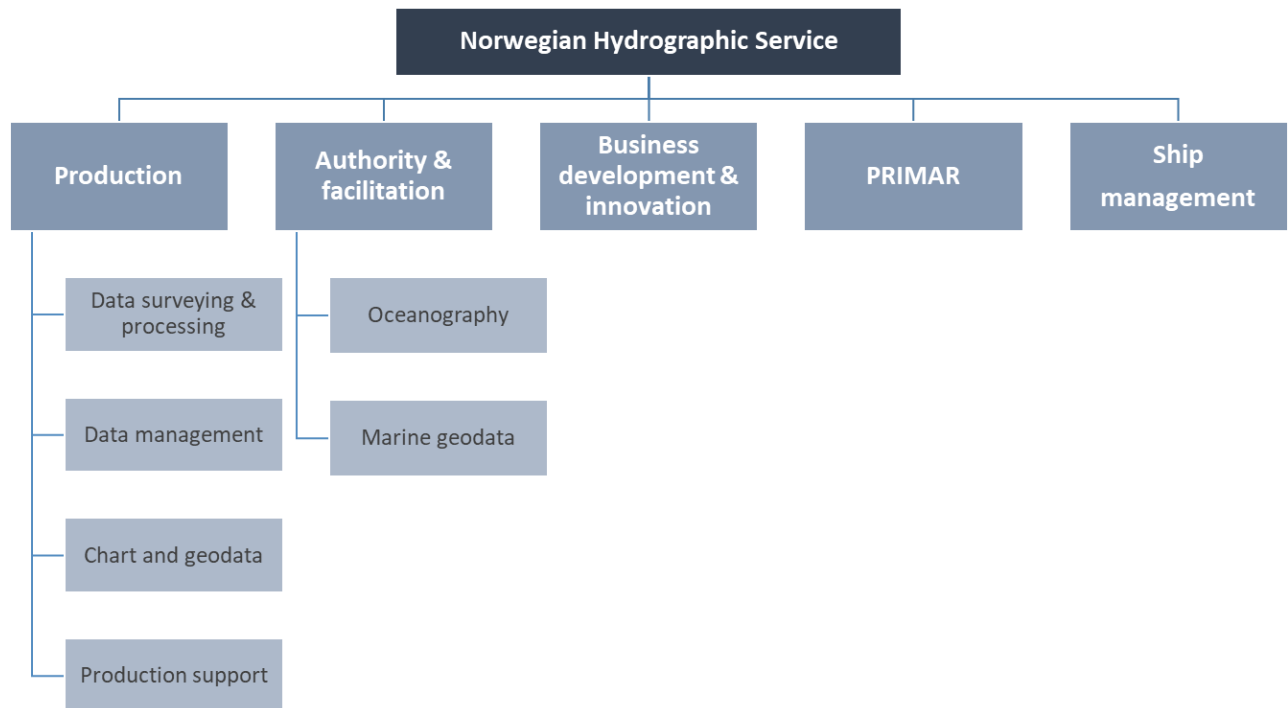 Norwegian Hydrographic Service
Production
Authority &
facilitation
Business
development &
innovation
PRIMAR
Ship
management
Data surveying &
processing
Data management
Chart and geodata
Production support
Oceanography
Marine geodata